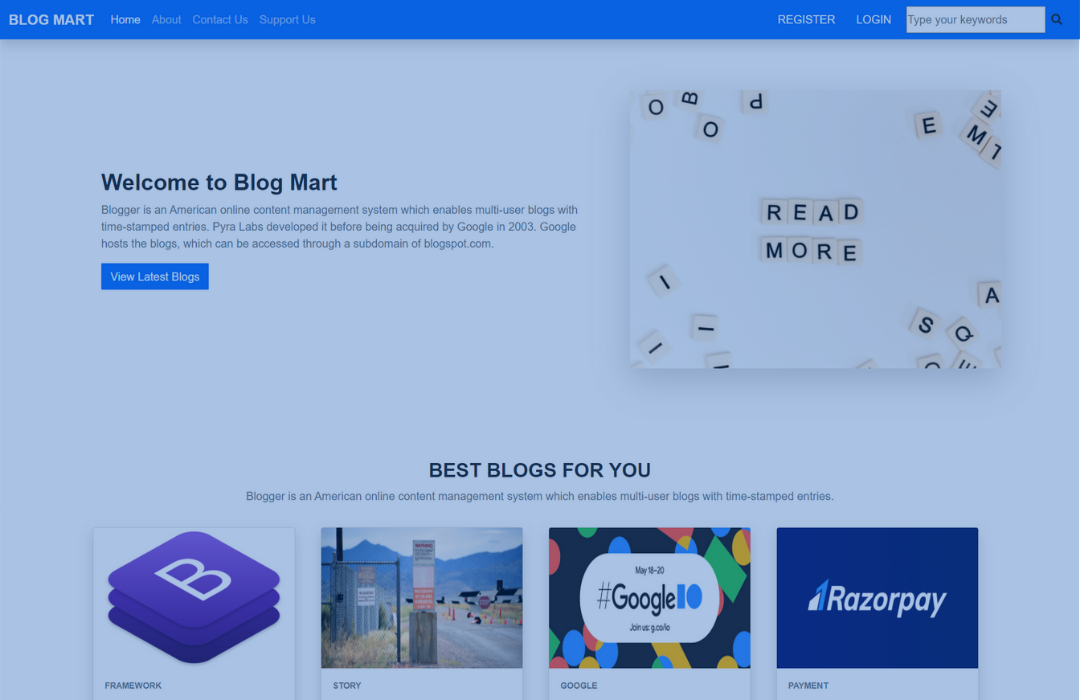 BLOG MART Home About Contact Us Support Us REGISTER LOGIN Type your keywords
Welcome to Blog Mart
Blogger is an American online content management system which enables multi-user blogs with
time-stamped entries. Pyra Labs developed it before being acquired by Google in 2003. Google
hosts the blogs, which can be accessed through a subdomain of blogspot.com.
View Latest Blogs
READ
MORE
BEST BLOGS FOR YOU
Blogger is an American online content management system which enables multi-user blogs with time-stamped entries.
B
May 18-20
#GoogleIO
Join us: g.co/io
Razorpay
FRAMEWORK STORY GOOGLE PAYMENT